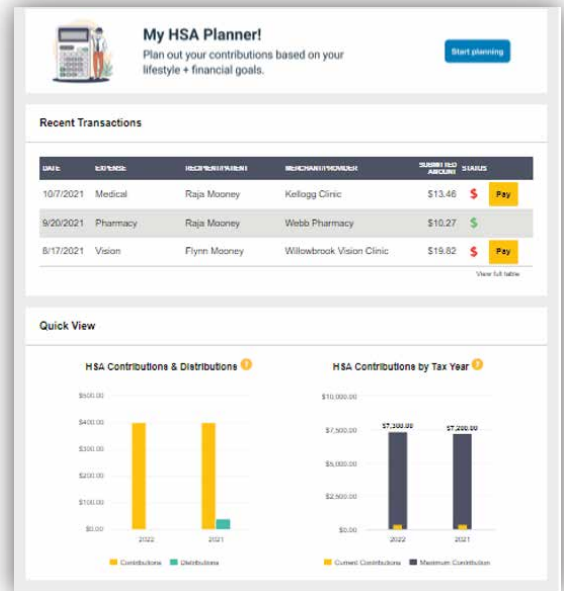 My HSA Planner!
Plan out your contributions based on your
lifestyle + financial goals.
Start planning
Recent Transactions
DATE EXPENSE RECIPIENT/PATIENT MERCHANT/PROVIDER SUBMITTED AMOUNT STATUS
10/7/2021 Medical Raja Mooney Kellogg Clinic $13.46 $ Pay
9/20/2021 Pharmacy Raja Mooney Webb Pharmacy $10.27 $
8/17/2021 Vision Flynn Mooney Willowbrook Vision Clinic $19.82 $ Pay
View full table
Quick View
HSA Contributions & Distributions ?
$500.00
$400.00
$300.00
$200.00
$100.00
$0.00
2022 2021
Contributions Distributions
HSA Contributions by Tax Year ?
$10,000.00
$7,500.00
$5,000.00
$2,500.00
$0.00
$7,300.00 $7,200.00
2022 2021
Current Contributions Maximum Contribution